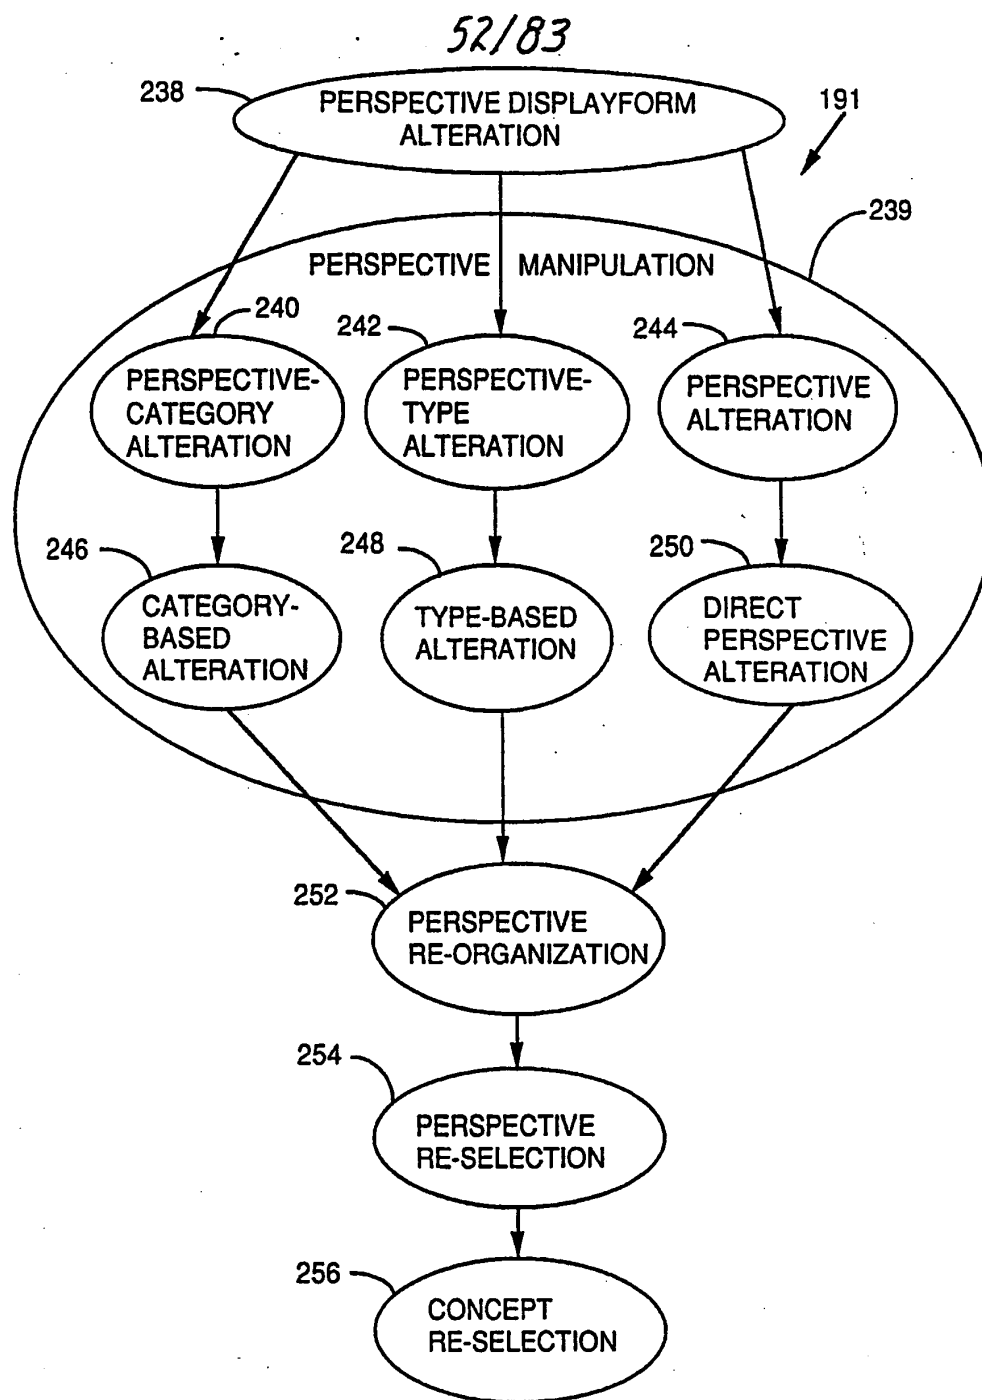 52/83
238
PERSPECTIVE DISPLAYFORM
ALTERATION
191
239
PERSPECTIVE MANIPULATION
240
PERSPECTIVE-
CATEGORY
ALTERATION
242
PERSPECTIVE-
TYPE
ALTERATION
244
PERSPECTIVE
ALTERATION
246
CATEGORY-
BASED
ALTERATION
248
TYPE-BASED
ALTERATION
250
DIRECT
PERSPECTIVE
ALTERATION
252
PERSPECTIVE
RE-ORGANIZATION
254
PERSPECTIVE
RE-SELECTION
256
CONCEPT
RE-SELECTION